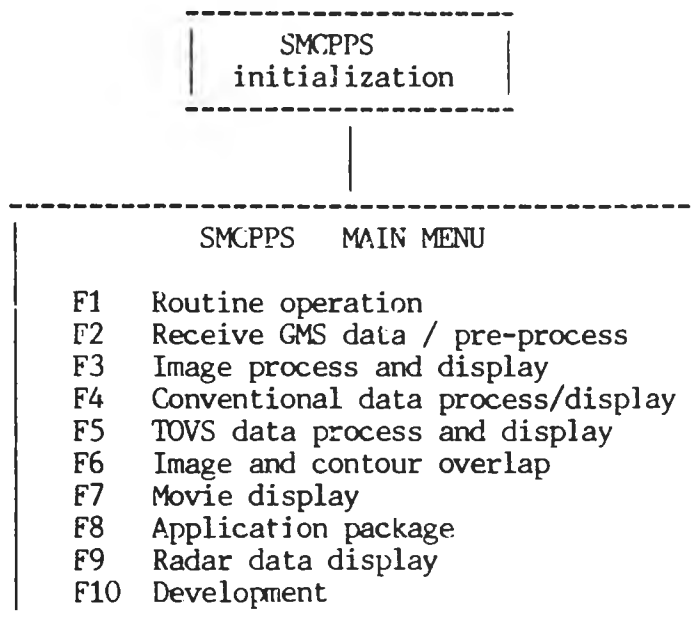 SMCPPS
initialization
SMCPPS MAIN MENU
F1 Routine operation
F2 Receive GMS data / pre-process
F3 Image process and display
F4 Conventional data process/display
F5 TOVS data process and display
F6 Image and contour overlap
F7 Movie display
F8 Application package
F9 Radar data display
F10 Development